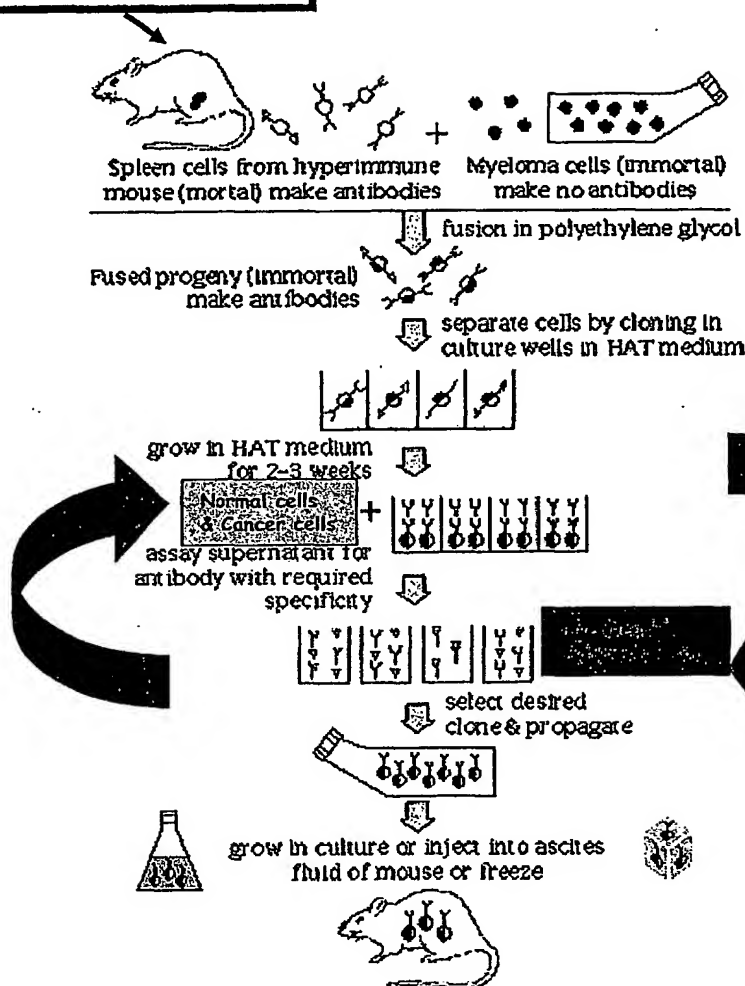 Spleen cells from hyperimmune
mouse (mortal) make antibodies
+
Myeloma cells (immortal)
make no antibodies
fusion in polyethylene glycol
Fused progeny (immortal)
make antibodies
separate cells by cloning in
culture wells in HAT medium
grow in HAT medium
for 2-3 weeks
Normal cells
& Cancer cells
+
assay supernatant for
antibody with required
specificity
select desired
clone & propagate
grow in culture or inject into ascites
fluid of mouse or freeze